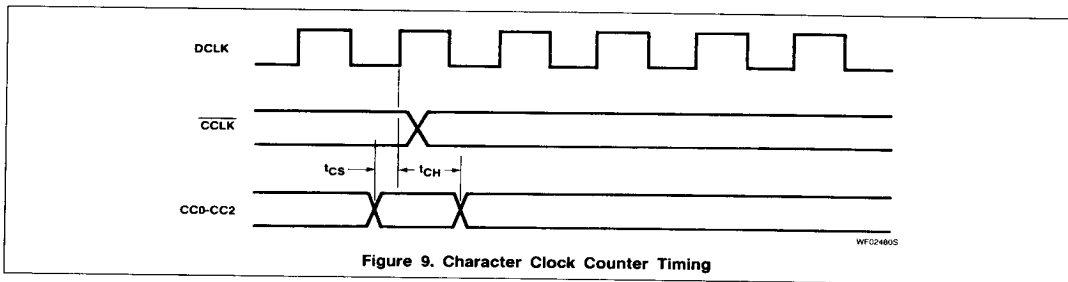 DCLK
CCLK
tCS
tCH
CC0-CC2
WF02480S
Figure 9. Character Clock Counter Timing